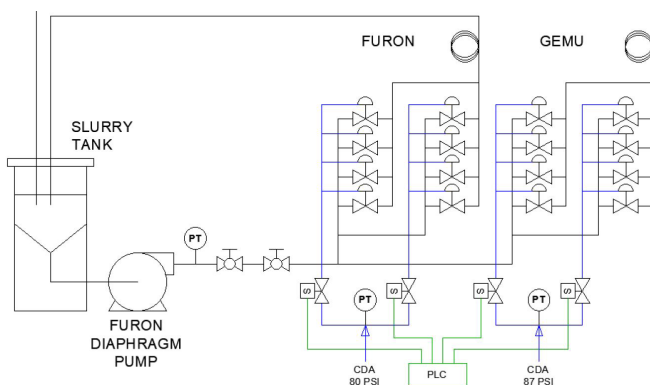 FURON
GEMU
SLURRY
TANK
PT
S
S
S
S
PT
PT
FURON
DIAPHRAGM
PUMP
CDA
80 PSI
PLC
CDA
87 PSI